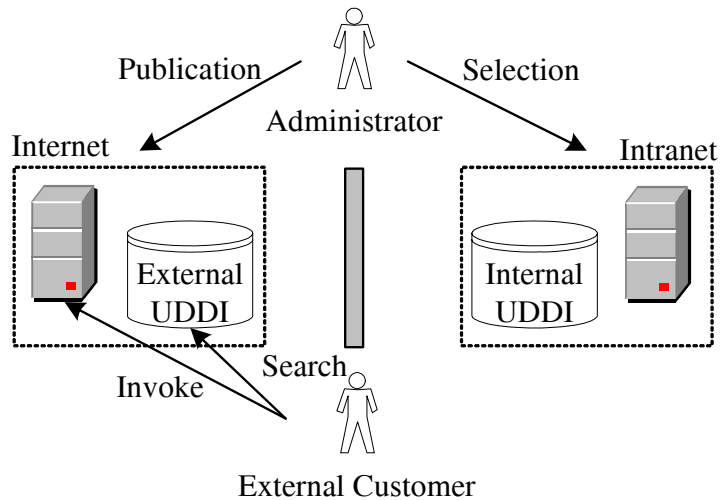 Publication
Selection
Administrator
Internet
Intranet
External
UDDI
Internal
UDDI
Search
Invoke
External Customer